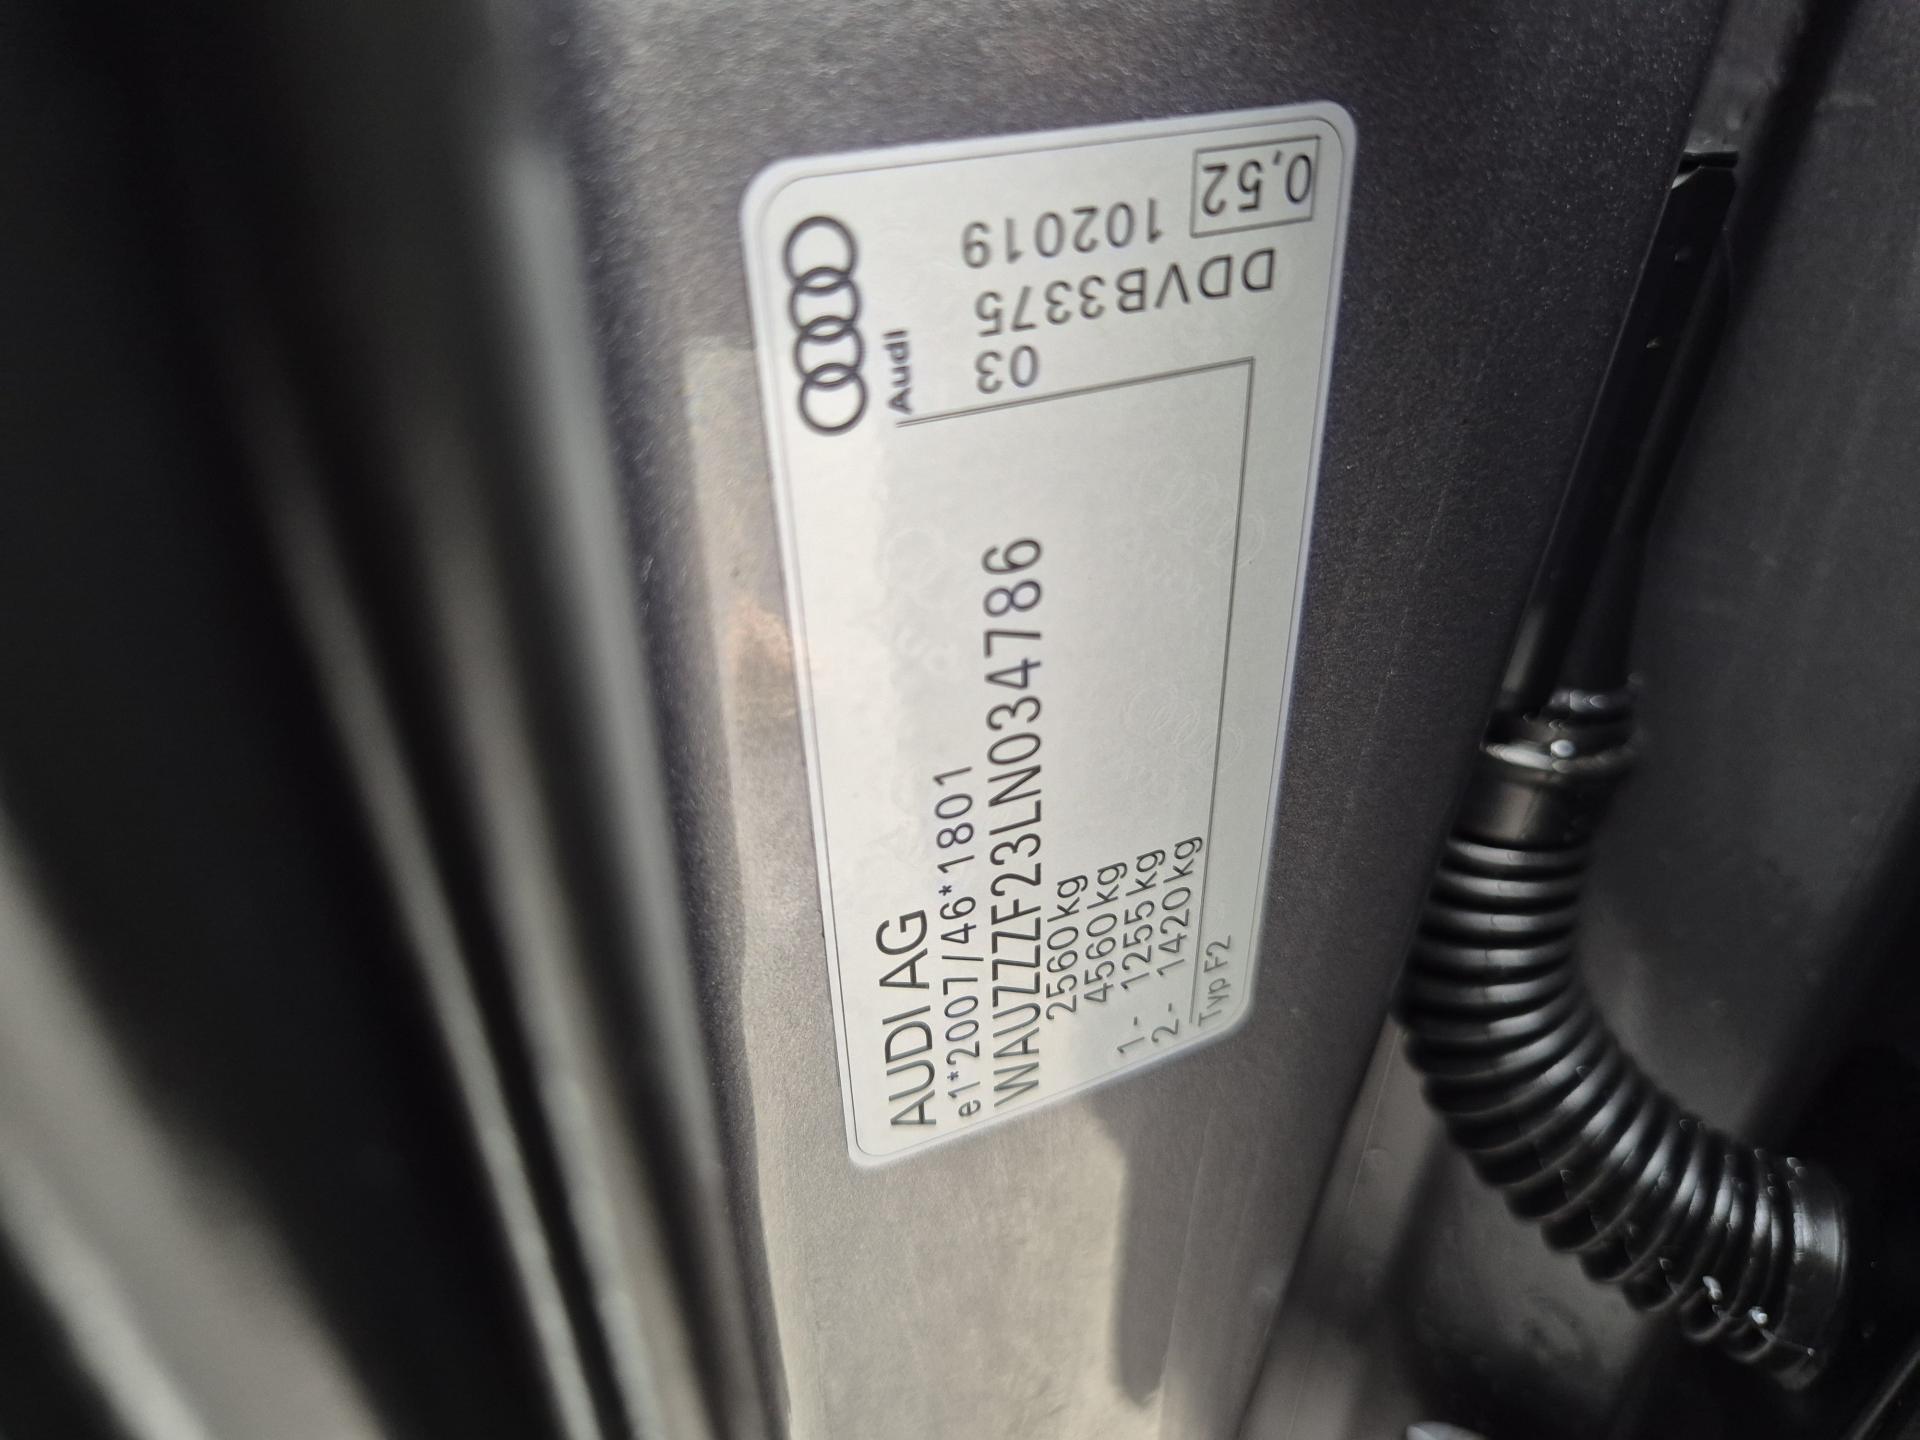 AUDI AG
e1*2007/46*1801
WAUZZZF23LN034786
2560kg
4560kg
1- 1255kg
2- 1420kg
Typ F2
Audi
03
DDVB3375
102019
0,52